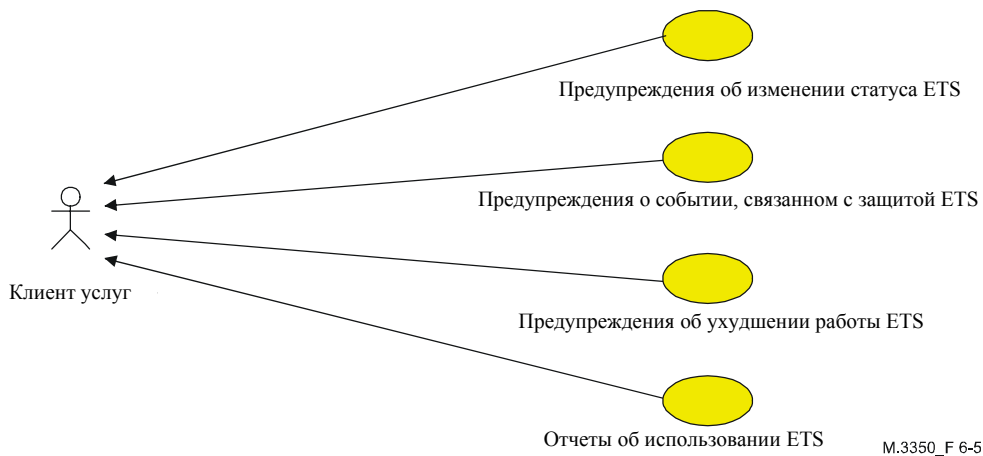 Предупреждения об изменении статуса ETS
Предупреждения о событии, связанном с защитой ETS
Клиент услуг
Предупреждения об ухудшении работы ETS
Отчеты об использовании ETS
M.3350_F 6-5